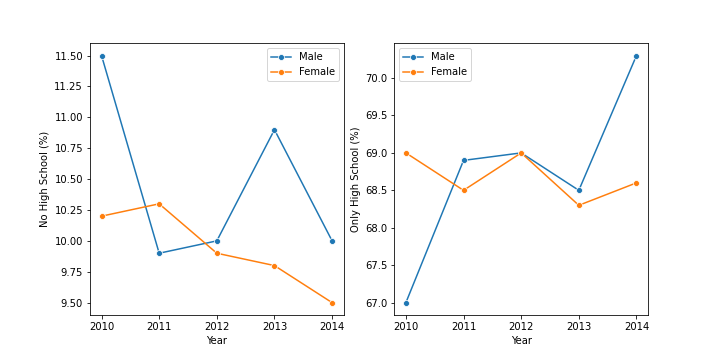 No High School (%)
11.50
11.25
11.00
10.75
10.50
10.25
10.00
9.75
9.50
Male
Female
2010 2011 2012 2013 2014
Year
Only High School (%)
70.0
69.5
69.0
68.5
68.0
67.5
67.0
Male
Female
2010 2011 2012 2013 2014
Year